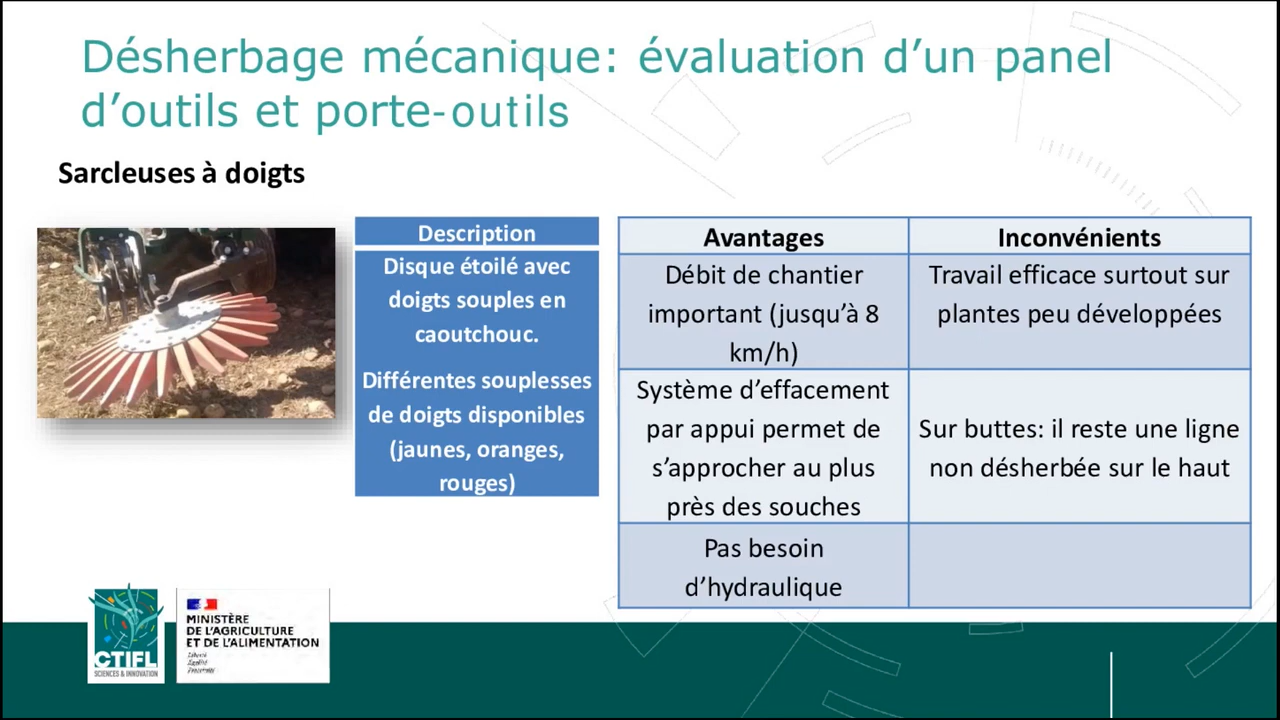 Désherbage mécanique: évaluation d’un panel
d’outils et porte-outils
Sarcleuses à doigts
Description
Disque étoilé avec
doigts souples en
caoutchouc.
Différentes souplesses
de doigts disponibles
(jaunes, oranges,
rouges)
Avantages
Inconvénients
Débit de chantier
important (jusqu’à 8
km/h)
Travail efficace surtout sur
plantes peu développées
Système d’effacement
par appui permet de
s’approcher au plus
près des souches
Sur buttes: il reste une ligne
non désherbée sur le haut
Pas besoin
d’hydraulique
CTIFL
SCIENCES & INNOVATION
MINISTÈRE
DE L’AGRICULTURE
ET DE L’ALIMENTATION
Liberté
Égalité
Fraternité